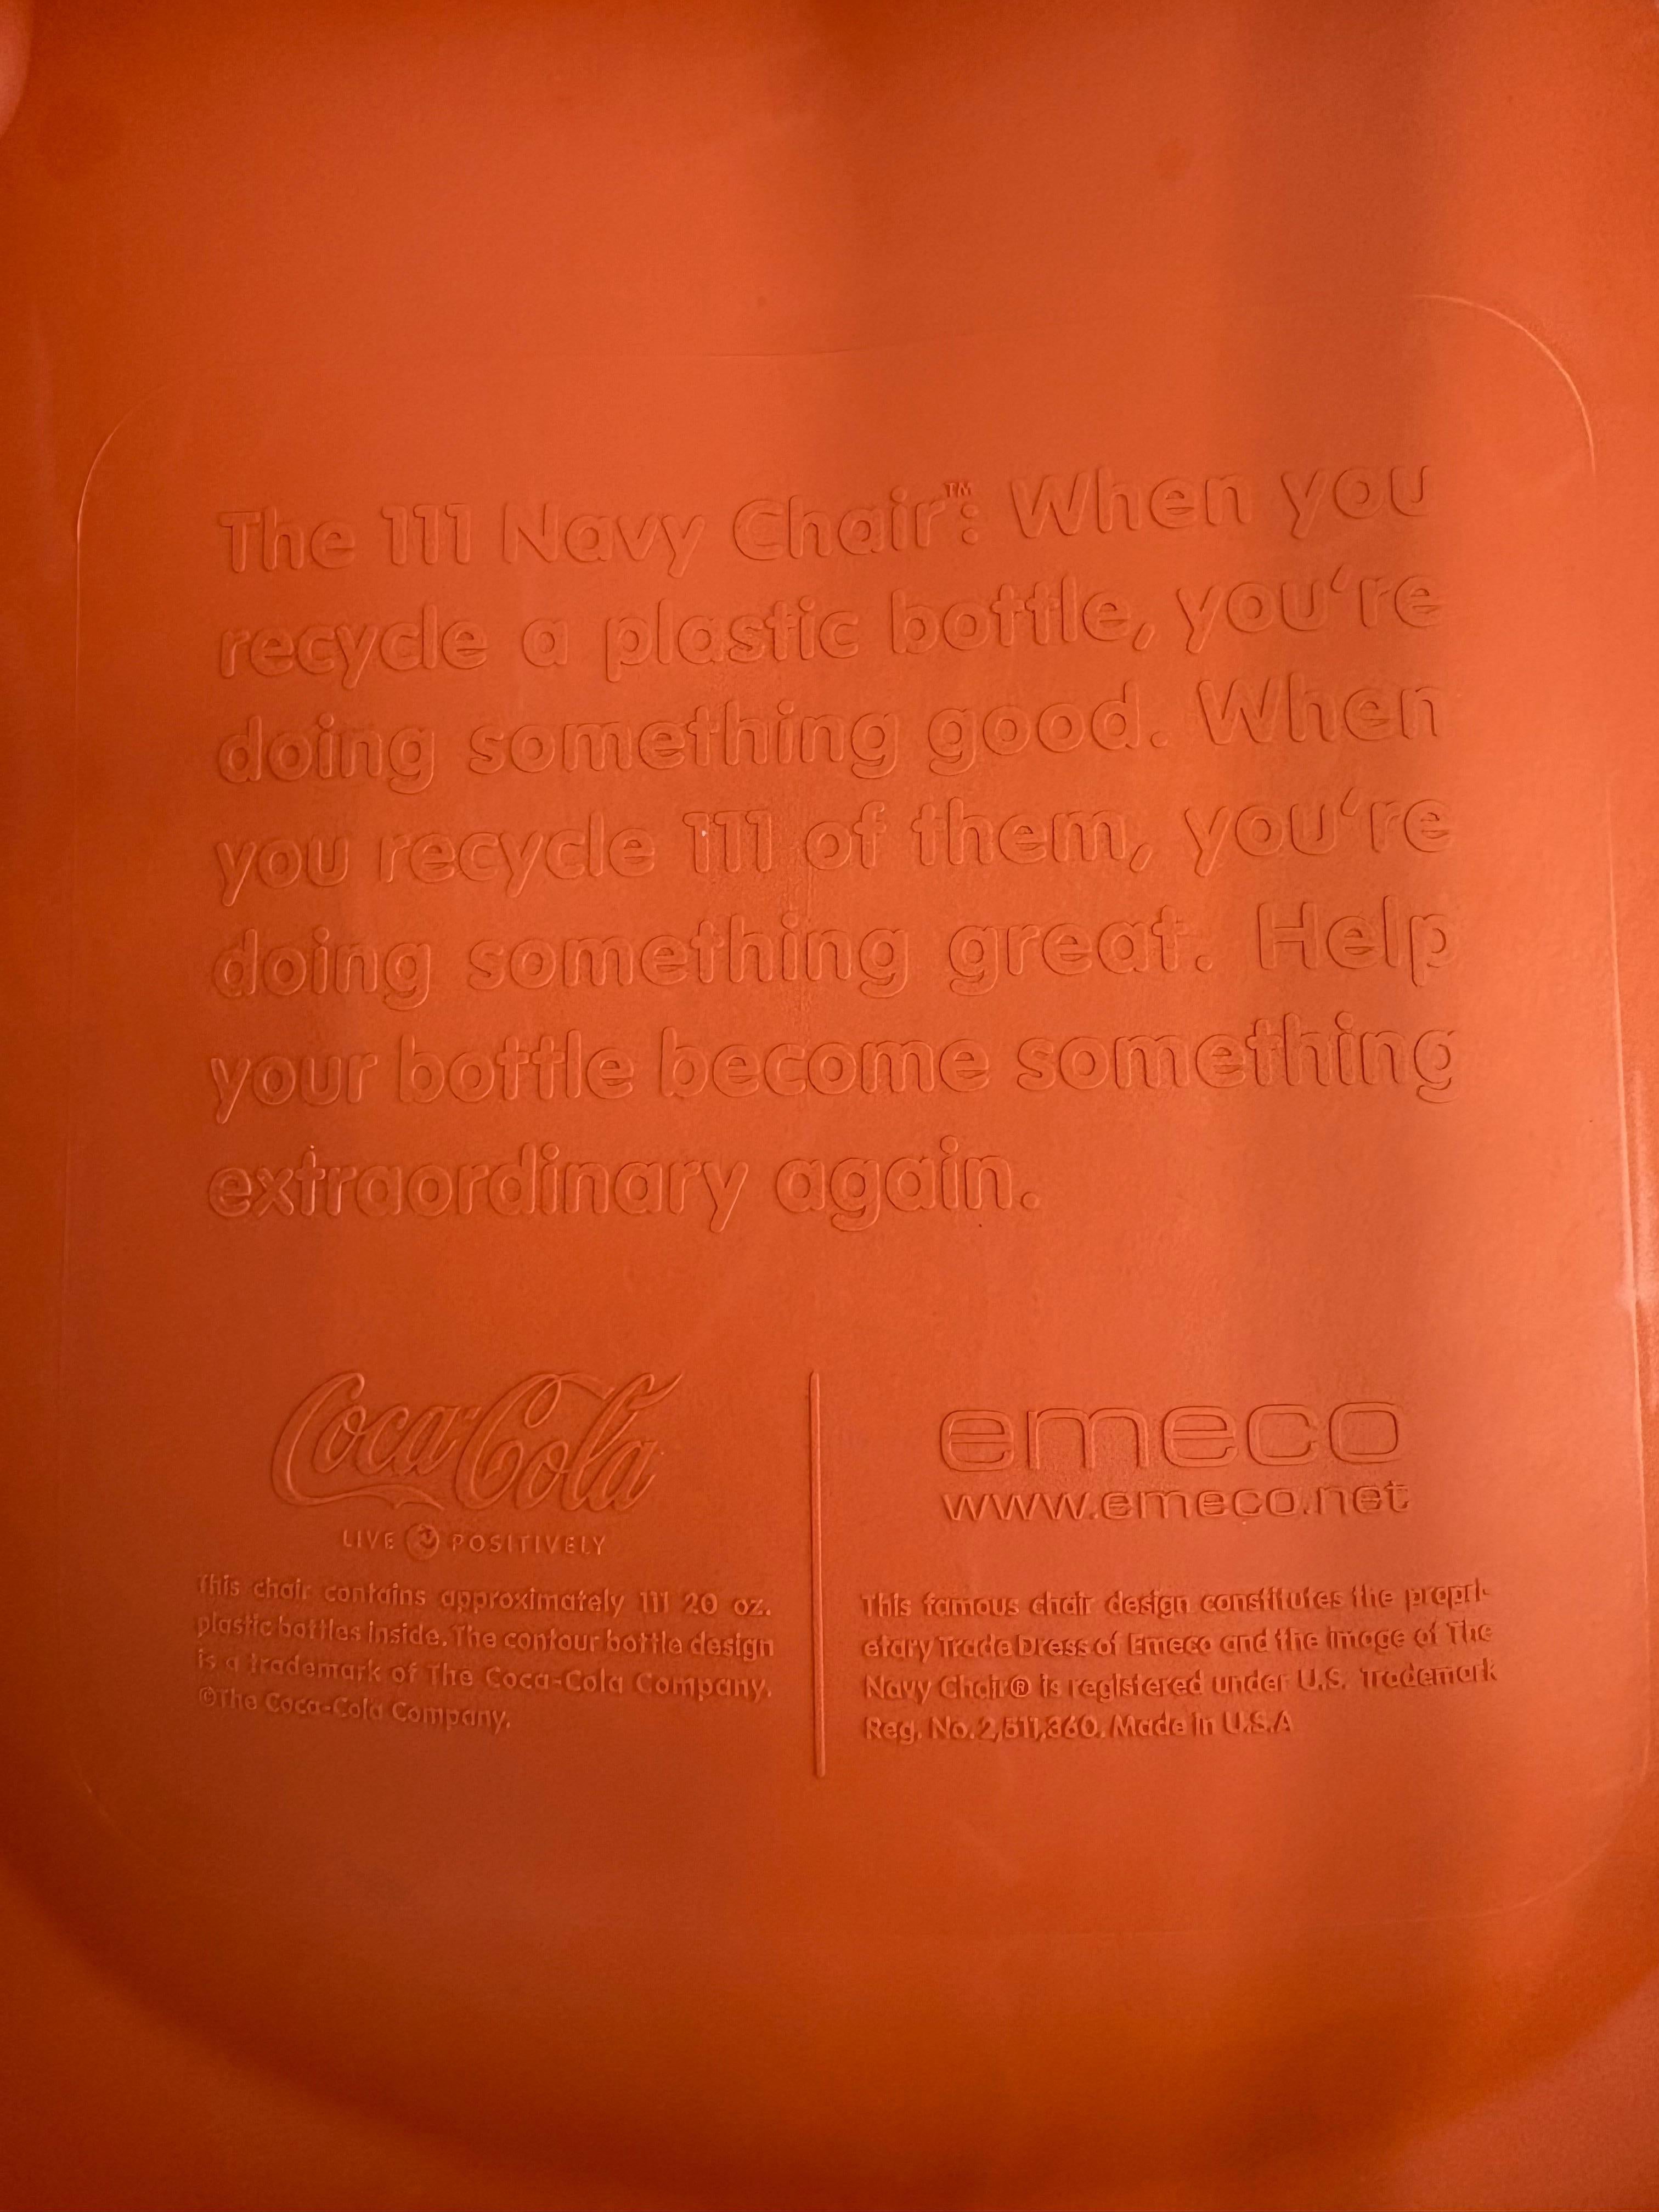 The 111 Navy Chair™: When you
recycle a plastic bottle, you‘re
doing something good. When
you recycle 111 of them, you‘re
doing something great. Help
your bottle become something
extraordinary again.
Coca-Cola
LIVE POSITIVELY
This chair contains approximately 111 20 oz.
plastic bottles inside. The contour bottle design
is a trademark of The Coca-Cola Company.
©The Coca-Cola Company.
emeco
www.emeco.net
This famous chair design constitutes the propri-
etary Trade Dress of Emeco and the image of The
Navy Chair® is registered under U.S. Trademark
Reg. No. 2,511,360. Made in U.S.A